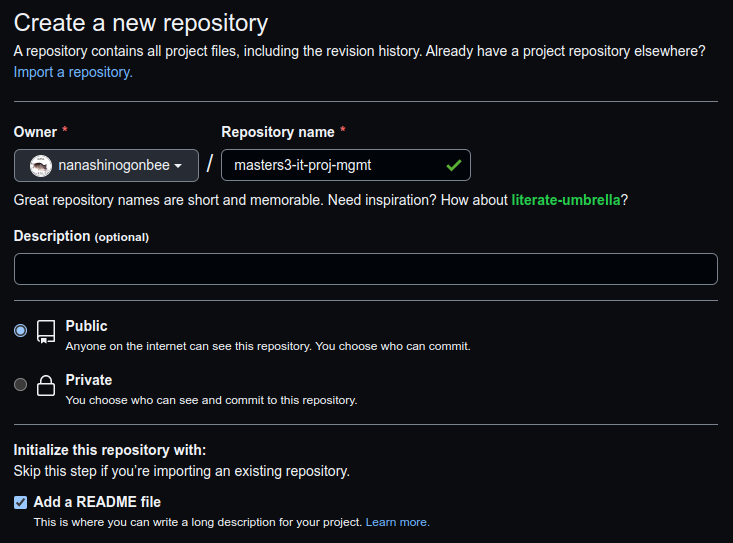 Create a new repository
A repository contains all project files, including the revision history. Already have a project repository elsewhere?
Import a repository.
Owner * Repository name *
nanashinogonbee / masters3-it-proj-mgmt
Great repository names are short and memorable. Need inspiration? How about literate-umbrella?
Description (optional)
Public
Anyone on the internet can see this repository. You choose who can commit.
Private
You choose who can see and commit to this repository.
Initialize this repository with:
Skip this step if you’re importing an existing repository.
Add a README file
This is where you can write a long description for your project. Learn more.